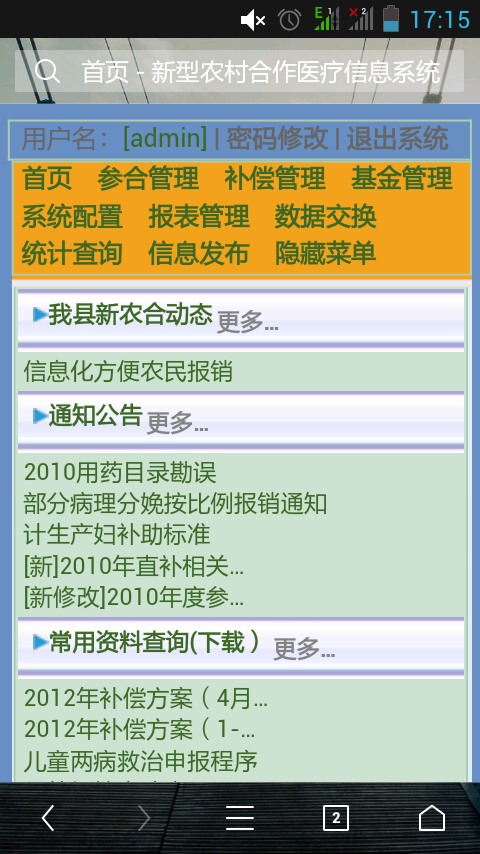 E 1 2 17:15
首页 - 新型农村合作医疗信息系统
用户名：[admin] | 密码修改 | 退出系统
首页 参合管理 补偿管理 基金管理
系统配置 报表管理 数据交换
统计查询 信息发布 隐藏菜单
我县新农合动态 更多...
信息化方便农民报销
通知公告 更多...
2010用药目录勘误
部分病理分娩按比例报销通知
计生产妇补助标准
[新]2010年直补相关...
[新修改]2010年度参...
常用资料查询(下载 ) 更多...
2012年补偿方案（4月...
2012年补偿方案（1-...
儿童两病救治申报程序
2